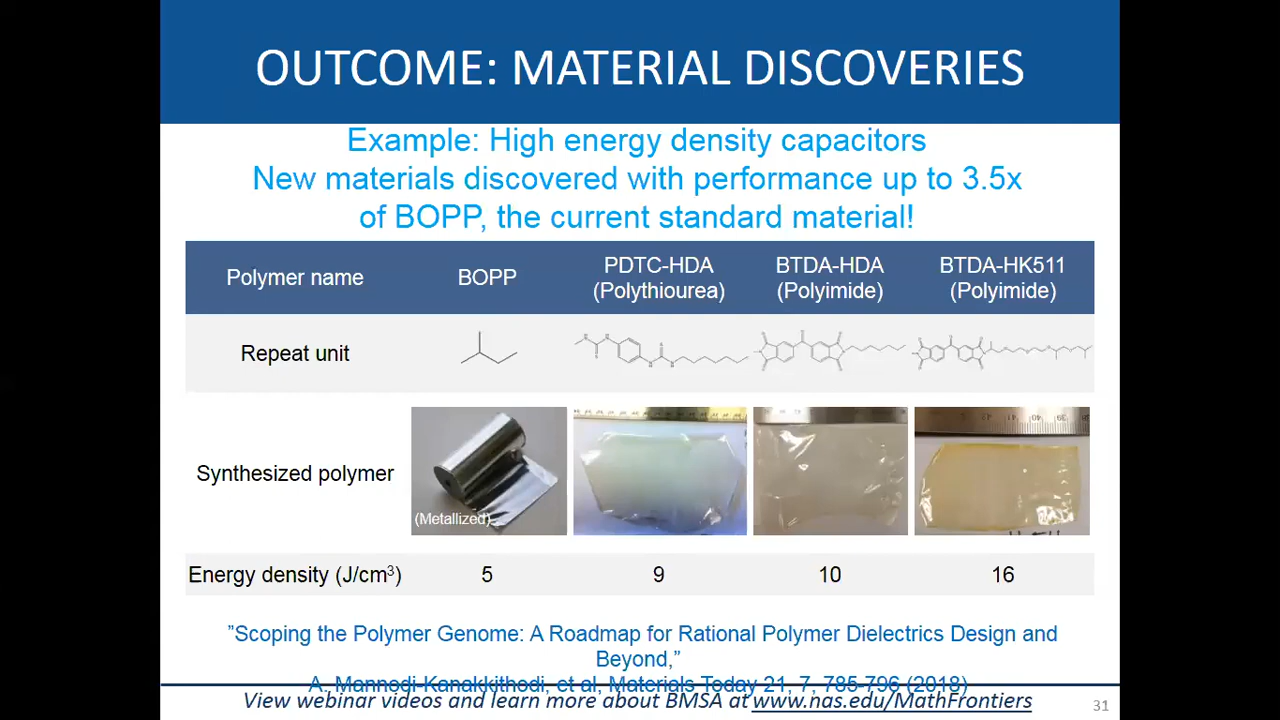 OUTCOME: MATERIAL DISCOVERIES
Example: High energy density capacitors
New materials discovered with performance up to 3.5x
of BOPP, the current standard material!
Polymer name
BOPP
PDTC-HDA
(Polythiourea)
BTDA-HDA
(Polyimide)
BTDA-HK511
(Polyimide)
Repeat unit
Synthesized polymer
(Metallized)
Energy density (J/cm³)
5
9
10
16
”Scoping the Polymer Genome: A Roadmap for Rational Polymer Dielectrics Design and
Beyond,”
A. Mannodi-Kanakkithodi, et al, Materials Today 21, 7, 785-796 (2018)
View webinar videos and learn more about BMSA at www.nas.edu/MathFrontiers
31